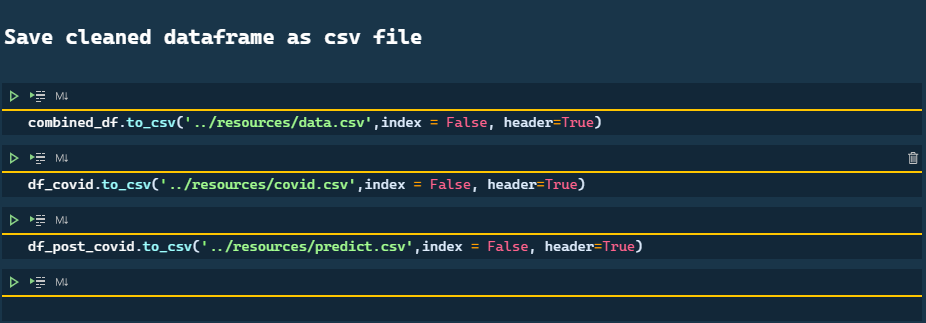 Save cleaned dataframe as csv file
M↓
combined_df.to_csv('../resources/data.csv',index = False, header=True)
M↓
df_covid.to_csv('../resources/covid.csv',index = False, header=True)
M↓
df_post_covid.to_csv('../resources/predict.csv',index = False, header=True)
M↓